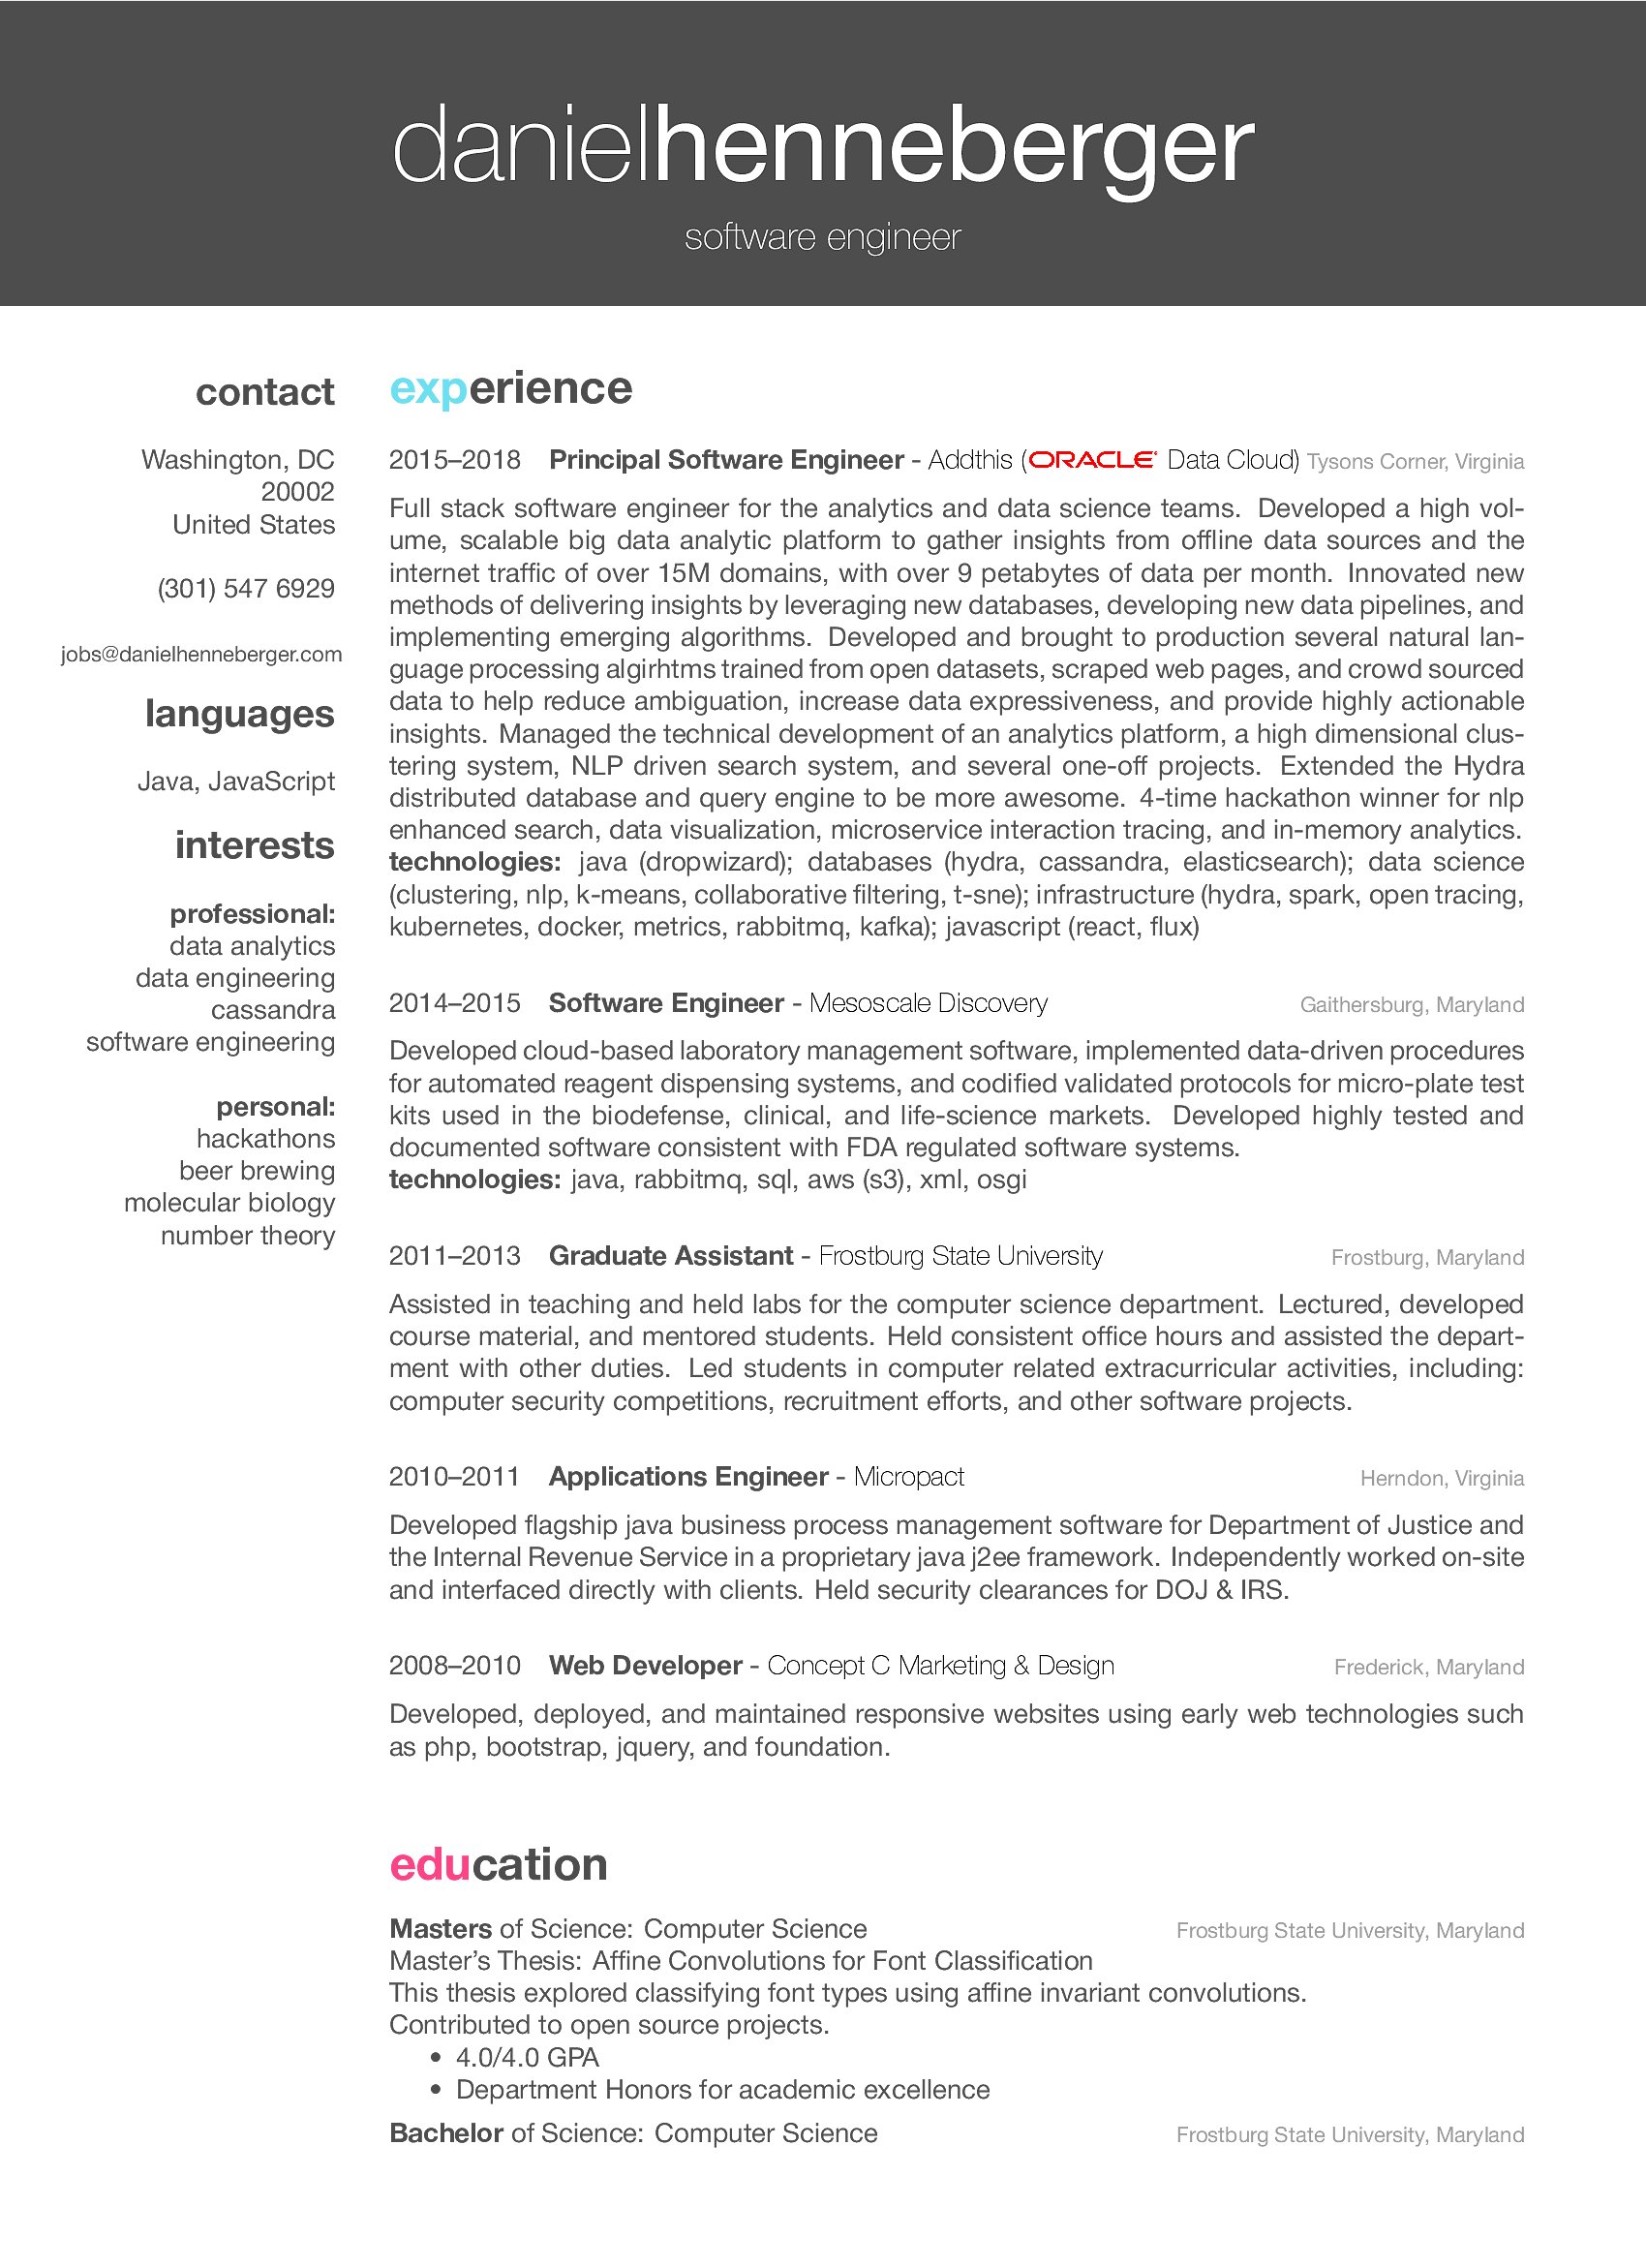 danielhenneberger
software engineer
contact
Washington, DC
20002
United States
(301) 547 6929
jobs@danielhenneberger.com
languages
Java, JavaScript
interests
professional:
data analytics
data engineering
cassandra
software engineering
personal:
hackathons
beer brewing
molecular biology
number theory
experience
2015–2018 Principal Software Engineer - Addthis (ORACLE Data Cloud) Tysons Corner, Virginia
Full stack software engineer for the analytics and data science teams. Developed a high vol-
ume, scalable big data analytic platform to gather insights from offline data sources and the
internet traffic of over 15M domains, with over 9 petabytes of data per month. Innovated new
methods of delivering insights by leveraging new databases, developing new data pipelines, and
implementing emerging algorithms. Developed and brought to production several natural lan-
guage processing algirhtms trained from open datasets, scraped web pages, and crowd sourced
data to help reduce ambiguation, increase data expressiveness, and provide highly actionable
insights. Managed the technical development of an analytics platform, a high dimensional clus-
tering system, NLP driven search system, and several one-off projects. Extended the Hydra
distributed database and query engine to be more awesome. 4-time hackathon winner for nlp
enhanced search, data visualization, microservice interaction tracing, and in-memory analytics.
technologies: java (dropwizard); databases (hydra, cassandra, elasticsearch); data science
(clustering, nlp, k-means, collaborative filtering, t-sne); infrastructure (hydra, spark, open tracing,
kubernetes, docker, metrics, rabbitmq, kafka); javascript (react, flux)
2014–2015 Software Engineer - Mesoscale Discovery Gaithersburg, Maryland
Developed cloud-based laboratory management software, implemented data-driven procedures
for automated reagent dispensing systems, and codified validated protocols for micro-plate test
kits used in the biodefense, clinical, and life-science markets. Developed highly tested and
documented software consistent with FDA regulated software systems.
technologies: java, rabbitmq, sql, aws (s3), xml, osgi
2011–2013 Graduate Assistant - Frostburg State University Frostburg, Maryland
Assisted in teaching and held labs for the computer science department. Lectured, developed
course material, and mentored students. Held consistent office hours and assisted the depart-
ment with other duties. Led students in computer related extracurricular activities, including:
computer security competitions, recruitment efforts, and other software projects.
2010–2011 Applications Engineer - Micropact Herndon, Virginia
Developed flagship java business process management software for Department of Justice and
the Internal Revenue Service in a proprietary java j2ee framework. Independently worked on-site
and interfaced directly with clients. Held security clearances for DOJ & IRS.
2008–2010 Web Developer - Concept C Marketing & Design Frederick, Maryland
Developed, deployed, and maintained responsive websites using early web technologies such
as php, bootstrap, jquery, and foundation.
education
Masters of Science: Computer Science Frostburg State University, Maryland
Master's Thesis: Affine Convolutions for Font Classification
This thesis explored classifying font types using affine invariant convolutions.
Contributed to open source projects.
• 4.0/4.0 GPA
• Department Honors for academic excellence
Bachelor of Science: Computer Science Frostburg State University, Maryland